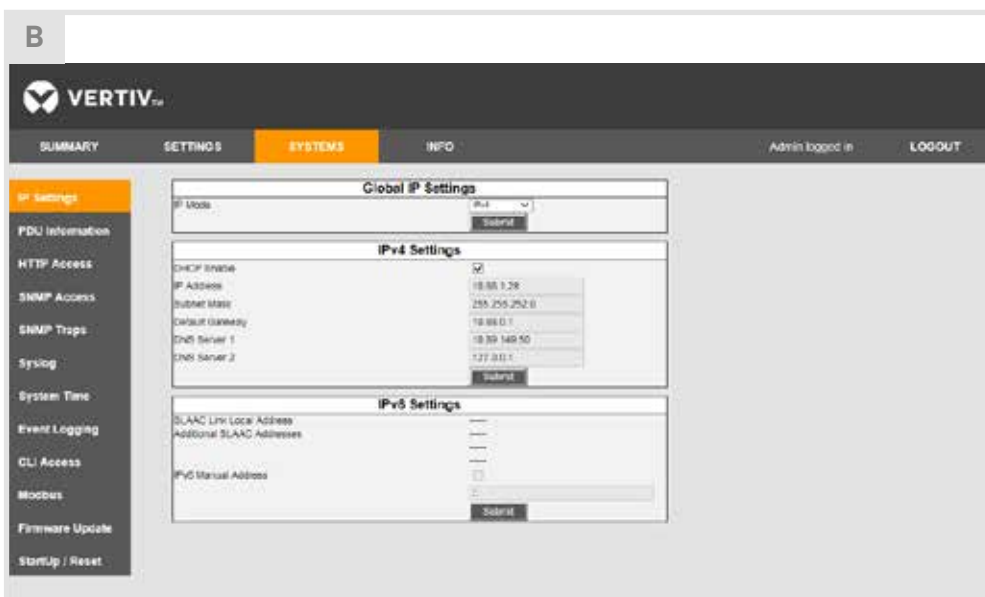 B
VERTIV™
SUMMARY SETTINGS SYSTEMS INFO Admin logged in LOGOUT
IP Settings
PDU Information
HTTP Access
SNMP Access
SNMP Traps
Syslog
System Time
Event Logging
CLI Access
Modbus
Firmware Update
StartUp / Reset
Global IP Settings
IP Mode IPv4
Submit
IPv4 Settings
DHCP Enable
IP Address
Subnet Mask 255.255.252.0
Default Gateway
DNS Server 1
DNS Server 2 127.0.0.1
Submit
IPv6 Settings
SLAAC Link Local Address ----
Additional SLAAC Addresses ----
----
----
IPv6 Manual Address
Submit